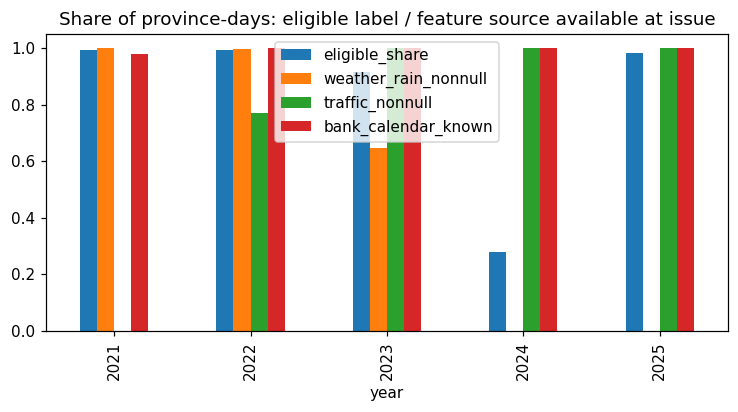 Share of province-days: eligible label / feature source available at issue
1.0
0.8
0.6
0.4
0.2
0.0
eligible_share
weather_rain_nonnull
traffic_nonnull
bank_calendar_known
2021
2022
2023
2024
2025
year